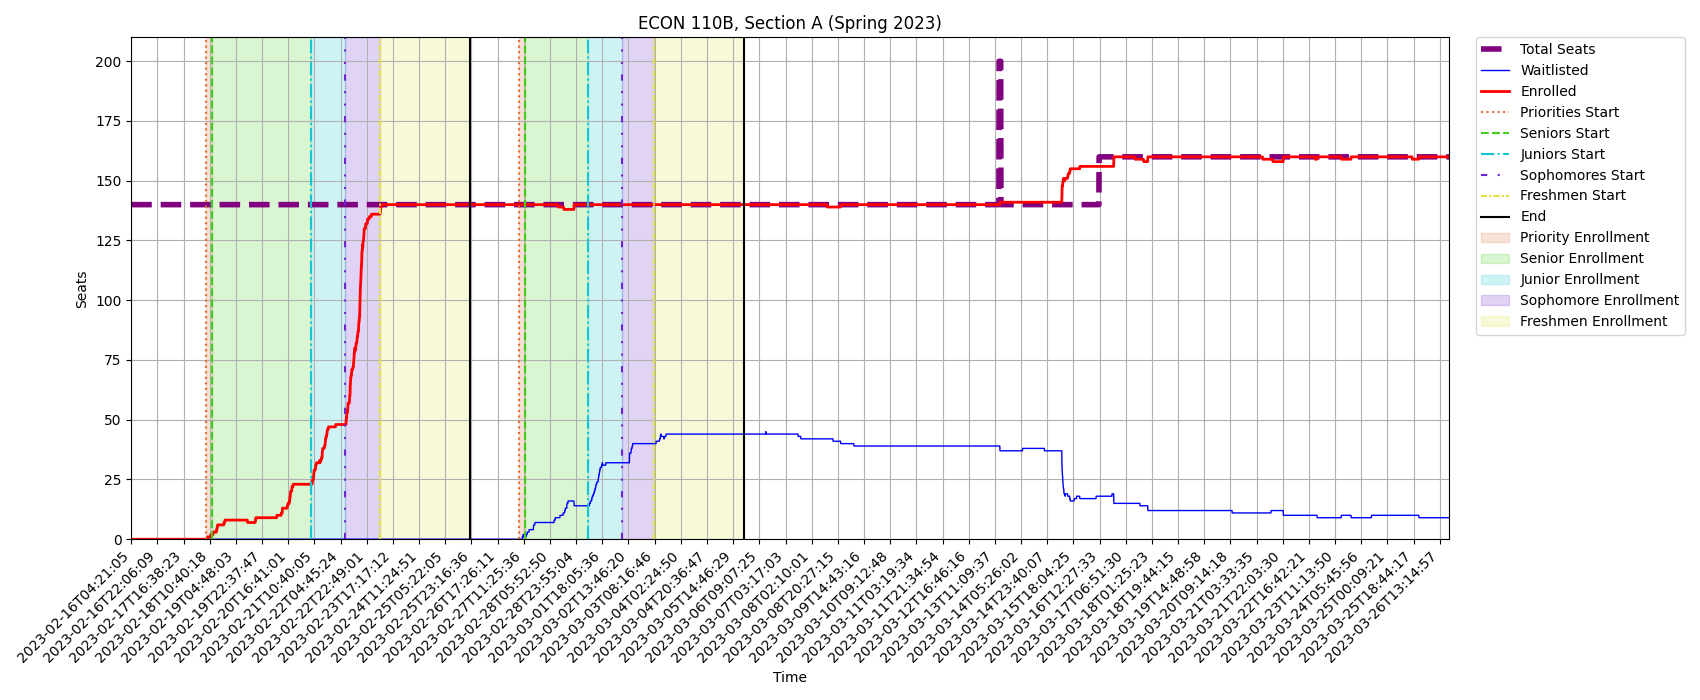 ECON 110B, Section A (Spring 2023)
200
175
150
125
100
75
50
25
0
Seats
2023-02-16T04:21:05
2023-02-16T22:06:09
2023-02-17T16:38:23
2023-02-18T10:40:18
2023-02-19T04:48:03
2023-02-19T22:37:47
2023-02-20T16:41:01
2023-02-21T10:40:05
2023-02-22T04:45:24
2023-02-22T22:49:01
2023-02-23T17:17:12
2023-02-24T11:24:51
2023-02-25T05:22:05
2023-02-25T23:16:36
2023-02-26T17:26:11
2023-02-27T11:25:36
2023-02-28T05:52:50
2023-02-28T23:55:04
2023-03-01T18:05:36
2023-03-02T13:46:20
2023-03-03T08:16:46
2023-03-04T02:24:50
2023-03-04T20:36:47
2023-03-05T14:46:29
2023-03-06T09:07:25
2023-03-07T03:17:03
2023-03-08T02:10:01
2023-03-08T20:27:15
2023-03-09T14:43:16
2023-03-10T09:12:48
2023-03-11T03:19:34
2023-03-11T21:34:54
2023-03-12T16:46:16
2023-03-13T11:09:37
2023-03-14T05:26:02
2023-03-14T23:40:07
2023-03-15T18:04:25
2023-03-16T12:27:33
2023-03-17T06:51:30
2023-03-18T01:25:23
2023-03-18T19:44:15
2023-03-19T14:48:58
2023-03-20T09:14:18
2023-03-21T03:33:35
2023-03-21T22:03:30
2023-03-22T16:42:21
2023-03-23T11:13:50
2023-03-24T05:45:56
2023-03-25T00:09:21
2023-03-25T18:44:17
2023-03-26T13:14:57
Time
Total Seats
Waitlisted
Enrolled
Priorities Start
Seniors Start
Juniors Start
Sophomores Start
Freshmen Start
End
Priority Enrollment
Senior Enrollment
Junior Enrollment
Sophomore Enrollment
Freshmen Enrollment